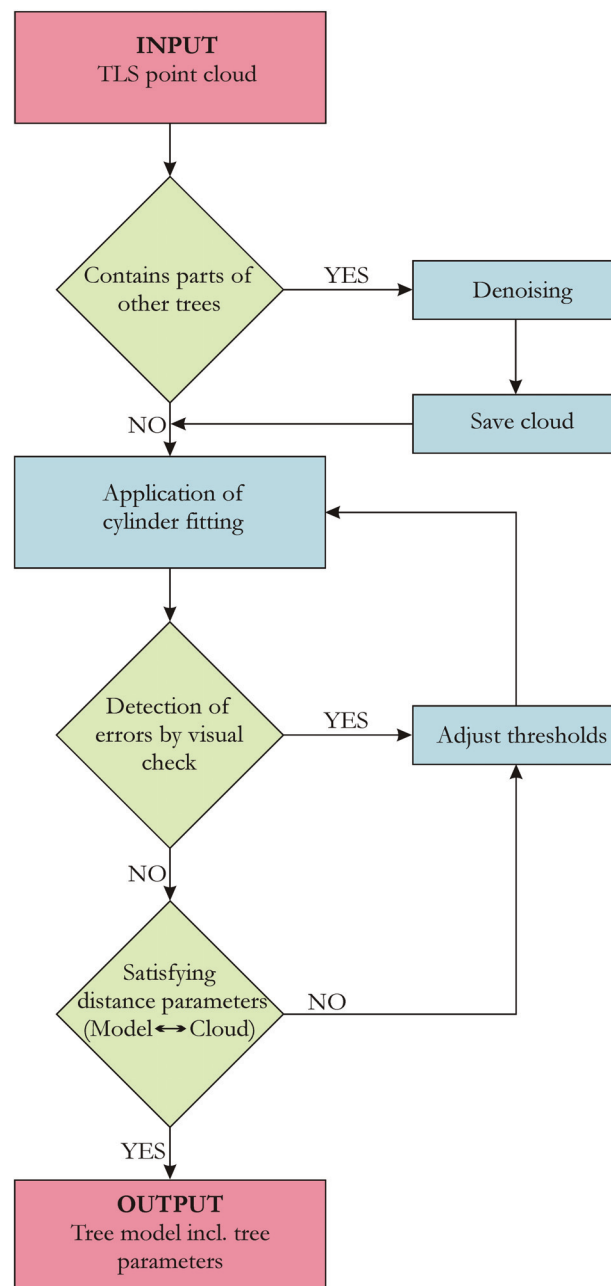 INPUT
TLS point cloud
Contains parts of
other trees
YES
Denoising
Save cloud
NO
Application of
cylinder fitting
Detection of
errors by visual
check
YES
Adjust thresholds
NO
Satisfying
distance parameters
(Model↔Cloud)
NO
YES
OUTPUT
Tree model incl. tree
parameters